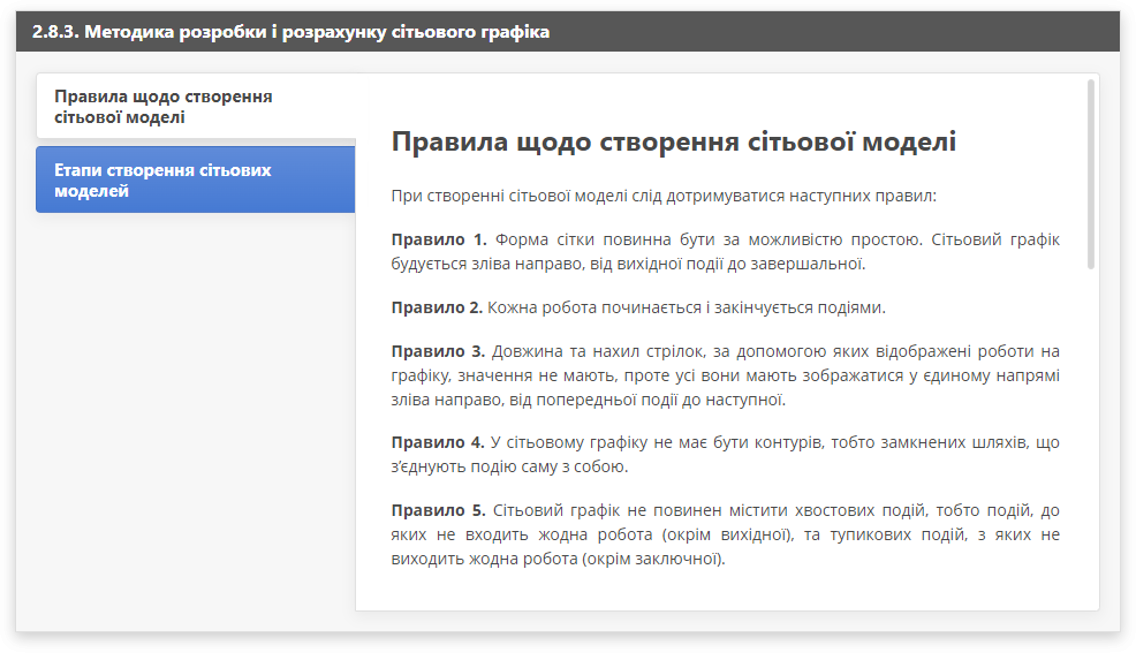 2.8.3. Методика розробки і розрахунку сітьового графіка
Правила щодо створення
сітьової моделі
Етапи створення сітьових
моделей
Правила щодо створення сітьової моделі
При створенні сітьової моделі слід дотримуватися наступних правил:
Правило 1. Форма сітки повинна бути за можливістю простою. Сітьовий графік
будується зліва направо, від вихідної події до завершальної.
Правило 2. Кожна робота починається і закінчується подіями.
Правило 3. Довжина та нахил стрілок, за допомогою яких відображені роботи на
графіку, значення не мають, проте усі вони мають зображатися у єдиному напрямі
зліва направо, від попередньої події до наступної.
Правило 4. У сітьовому графіку не має бути контурів, тобто замкнених шляхів, що
з’єднують подію саму з собою.
Правило 5. Сітьовий графік не повинен містити хвостових подій, тобто подій, до
яких не входить жодна робота (окрім вихідної), та тупикових подій, з яких не
виходить жодна робота (окрім заключної).